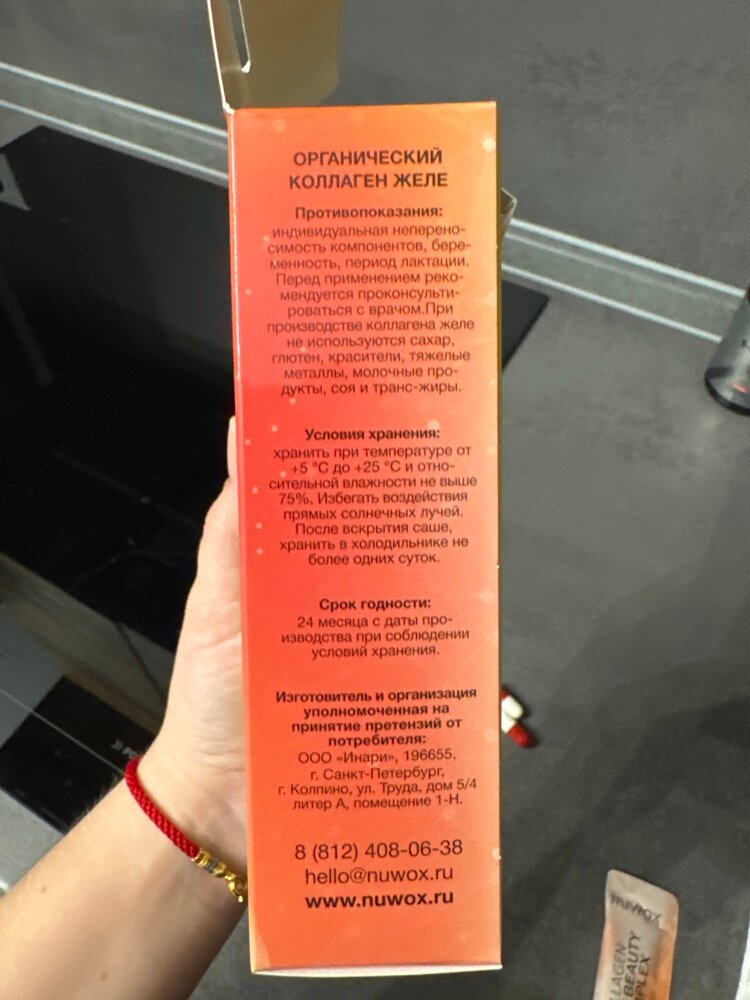 ОРГАНИЧЕСКИЙ
КОЛЛАГЕН ЖЕЛЕ
Противопоказания:
индивидуальная неперено-
симость компонентов, бере-
менность, период лактации.
Перед применением реко-
мендуется проконсульти-
роваться с врачом.При
производстве коллагена желе
не используются сахар,
глютен, красители, тяжелые
металлы, молочные про-
дукты, соя и транс-жиры.
Условия хранения:
хранить при температуре от
+5 °C до +25 °C и отно-
сительной влажности не выше
75%. Избегать воздействия
прямых солнечных лучей.
После вскрытия саше,
хранить в холодильнике не
более одних суток.
Срок годности:
24 месяца с даты про-
изводства при соблюдении
условий хранения.
Изготовитель и организация
уполномоченная на
принятие претензий от
потребителя:
ООО «Инари», 196655,
г. Санкт-Петербург,
г. Колпино, ул. Труда, дом 5/4
литер А, помещение 1-Н.
8 (812) 408-06-38
hello@nuwox.ru
www.nuwox.ru
nuwox
BEAUTY